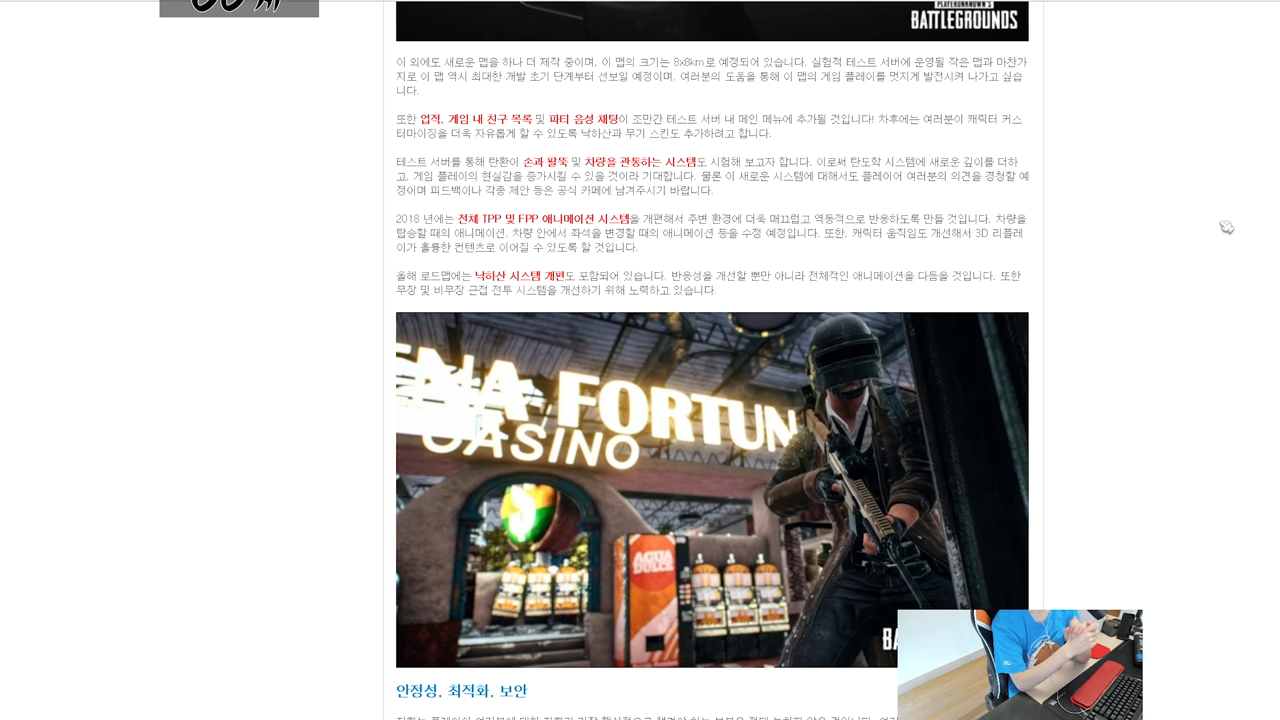 PLAYERUNKNOWN'S
BATTLEGROUNDS
이 외에도 새로운 맵을 하나 더 제작 중이며, 이 맵의 크기는 8x8km로 예정되어 있습니다. 실험적 테스트 서버에 운영될 작은 맵과 마찬가
지로 이 맵 역시 최대한 개발 초기 단계부터 선보일 예정이며, 여러분의 도움을 통해 이 맵의 게임 플레이를 멋지게 발전시켜 나가고 싶습
니다.
또한 업적, 게임 내 친구 목록 및 파티 음성 채팅이 조만간 테스트 서버 내 메인 메뉴에 추가될 것입니다! 차후에는 여러분이 캐릭터 커스
터마이징을 더욱 자유롭게 할 수 있도록 낙하산과 무기 스킨도 추가하려고 합니다.
테스트 서버를 통해 탄환이 손과 팔뚝 및 차량을 관통하는 시스템도 시험해 보고자 합니다. 이로써 탄도학 시스템에 새로운 깊이를 더하
고, 게임 플레이의 현실감을 증가시킬 수 있을 것이라 기대합니다. 물론 이 새로운 시스템에 대해서도 플레이어 여러분의 의견을 경청할 예
정이며 피드백이나 각종 제안 등은 공식 카페에 남겨주시기 바랍니다.
2018 년에는 전체 TPP 및 FPP 애니메이션 시스템을 개편해서 주변 환경에 더욱 매끄럽고 역동적으로 반응하도록 만들 것입니다. 차량을
탑승할 때의 애니메이션, 차량 안에서 좌석을 변경할 때의 애니메이션 등을 수정 예정입니다. 또한, 캐릭터 움직임도 개선해서 3D 리플레
이가 훌륭한 컨텐츠로 이어질 수 있도록 할 것입니다.
올해 로드맵에는 낙하산 시스템 개편도 포함되어 있습니다. 반응성을 개선할 뿐만 아니라 전체적인 애니메이션을 다듬을 것입니다. 또한
무장 및 비무장 근접 전투 시스템을 개선하기 위해 노력하고 있습니다.
ENA FORTUN
CASINO
AGUA
DULCE
BA
안정성, 최적화, 보안